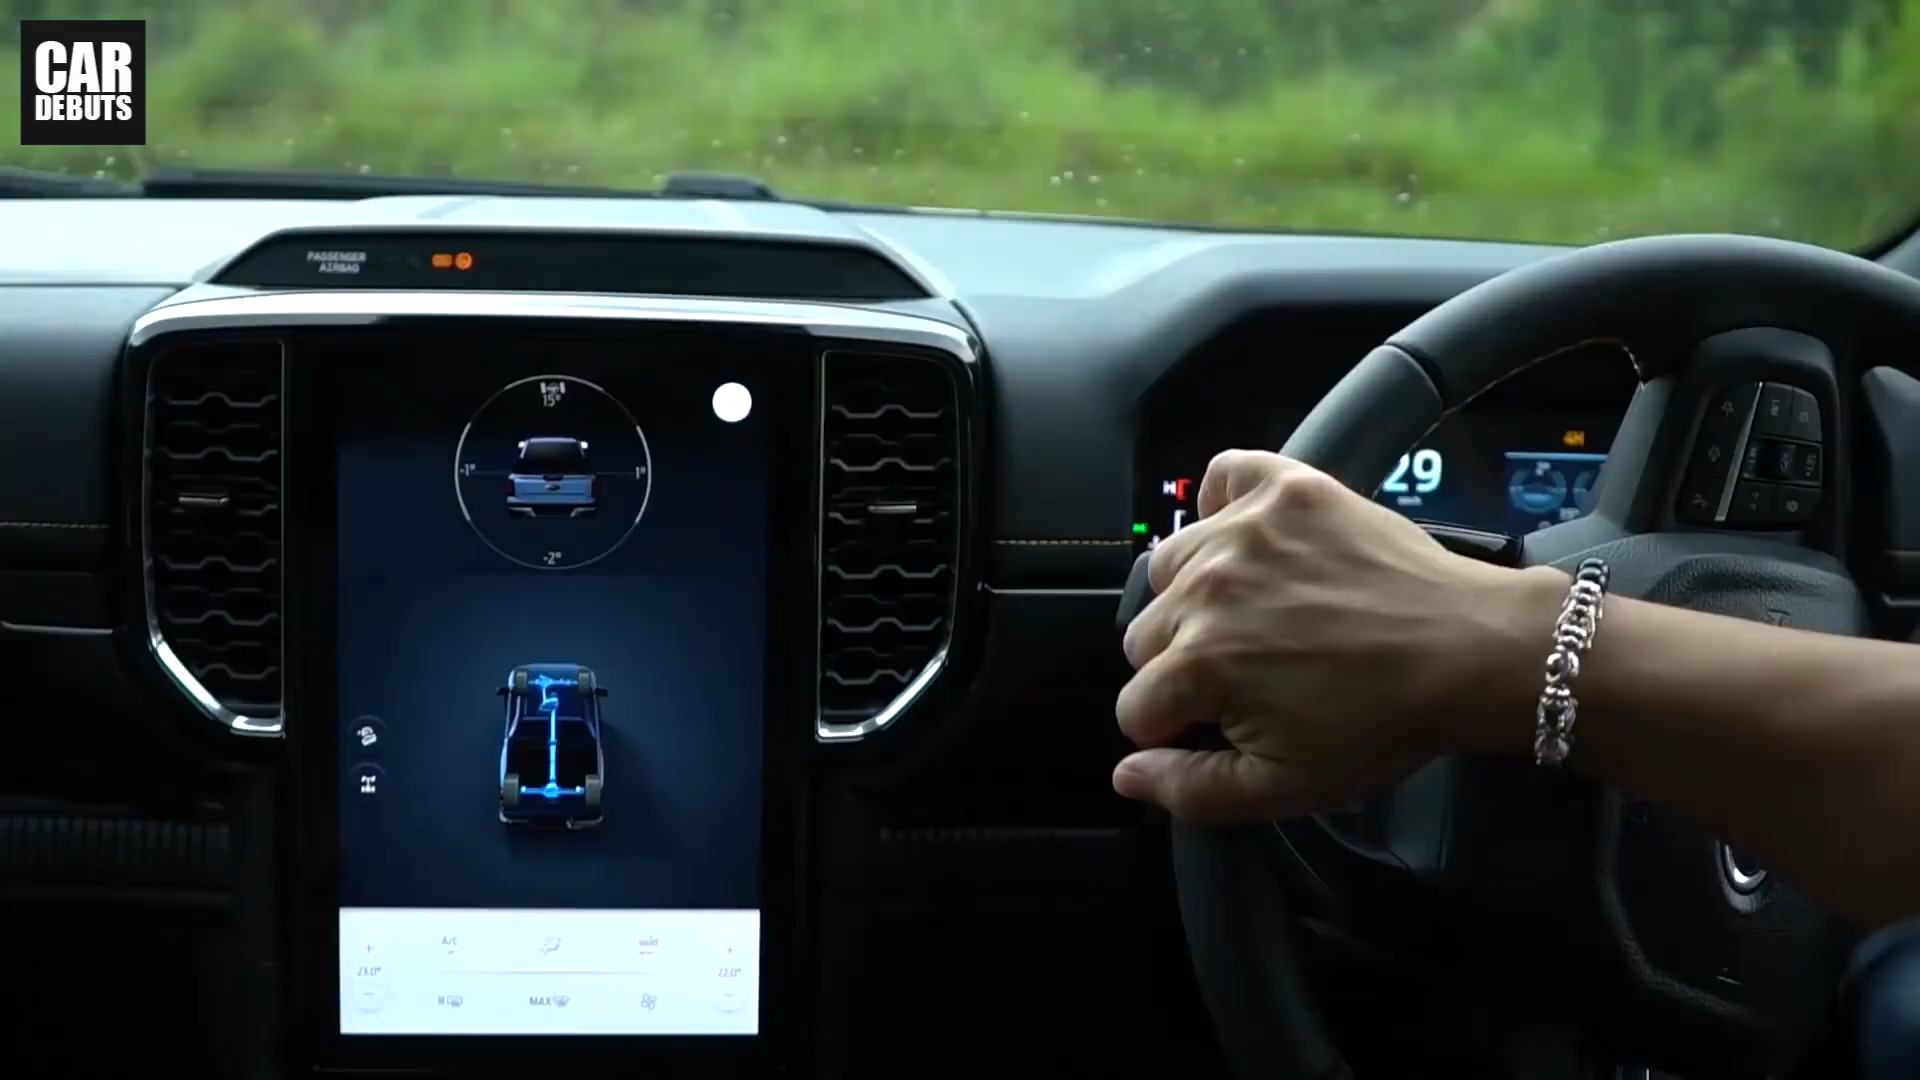 CAR
DEBUTS
PASSENGER
AIRBAG
15°
-1°
1°
-2°
29
4H
H
A/C
23.0°
22.0°
R
MAX